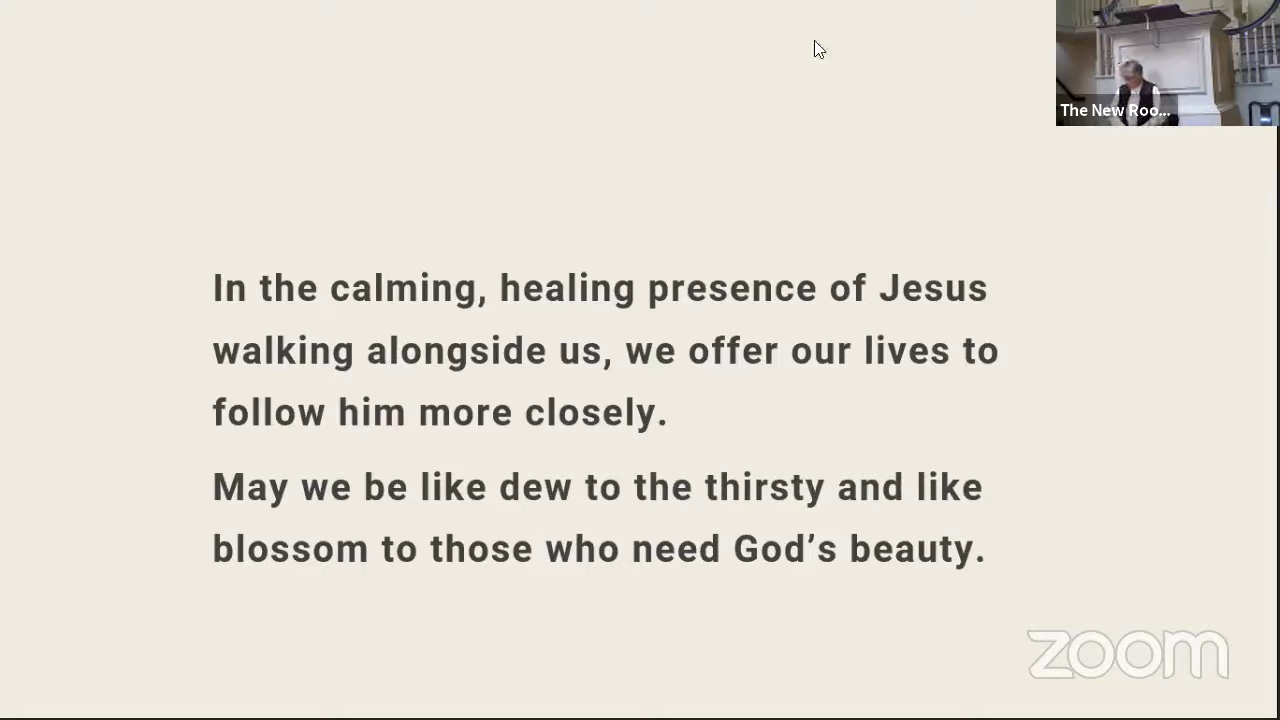 The New Roo...
In the calming, healing presence of Jesus
walking alongside us, we offer our lives to
follow him more closely.
May we be like dew to the thirsty and like
blossom to those who need God’s beauty.
zoom